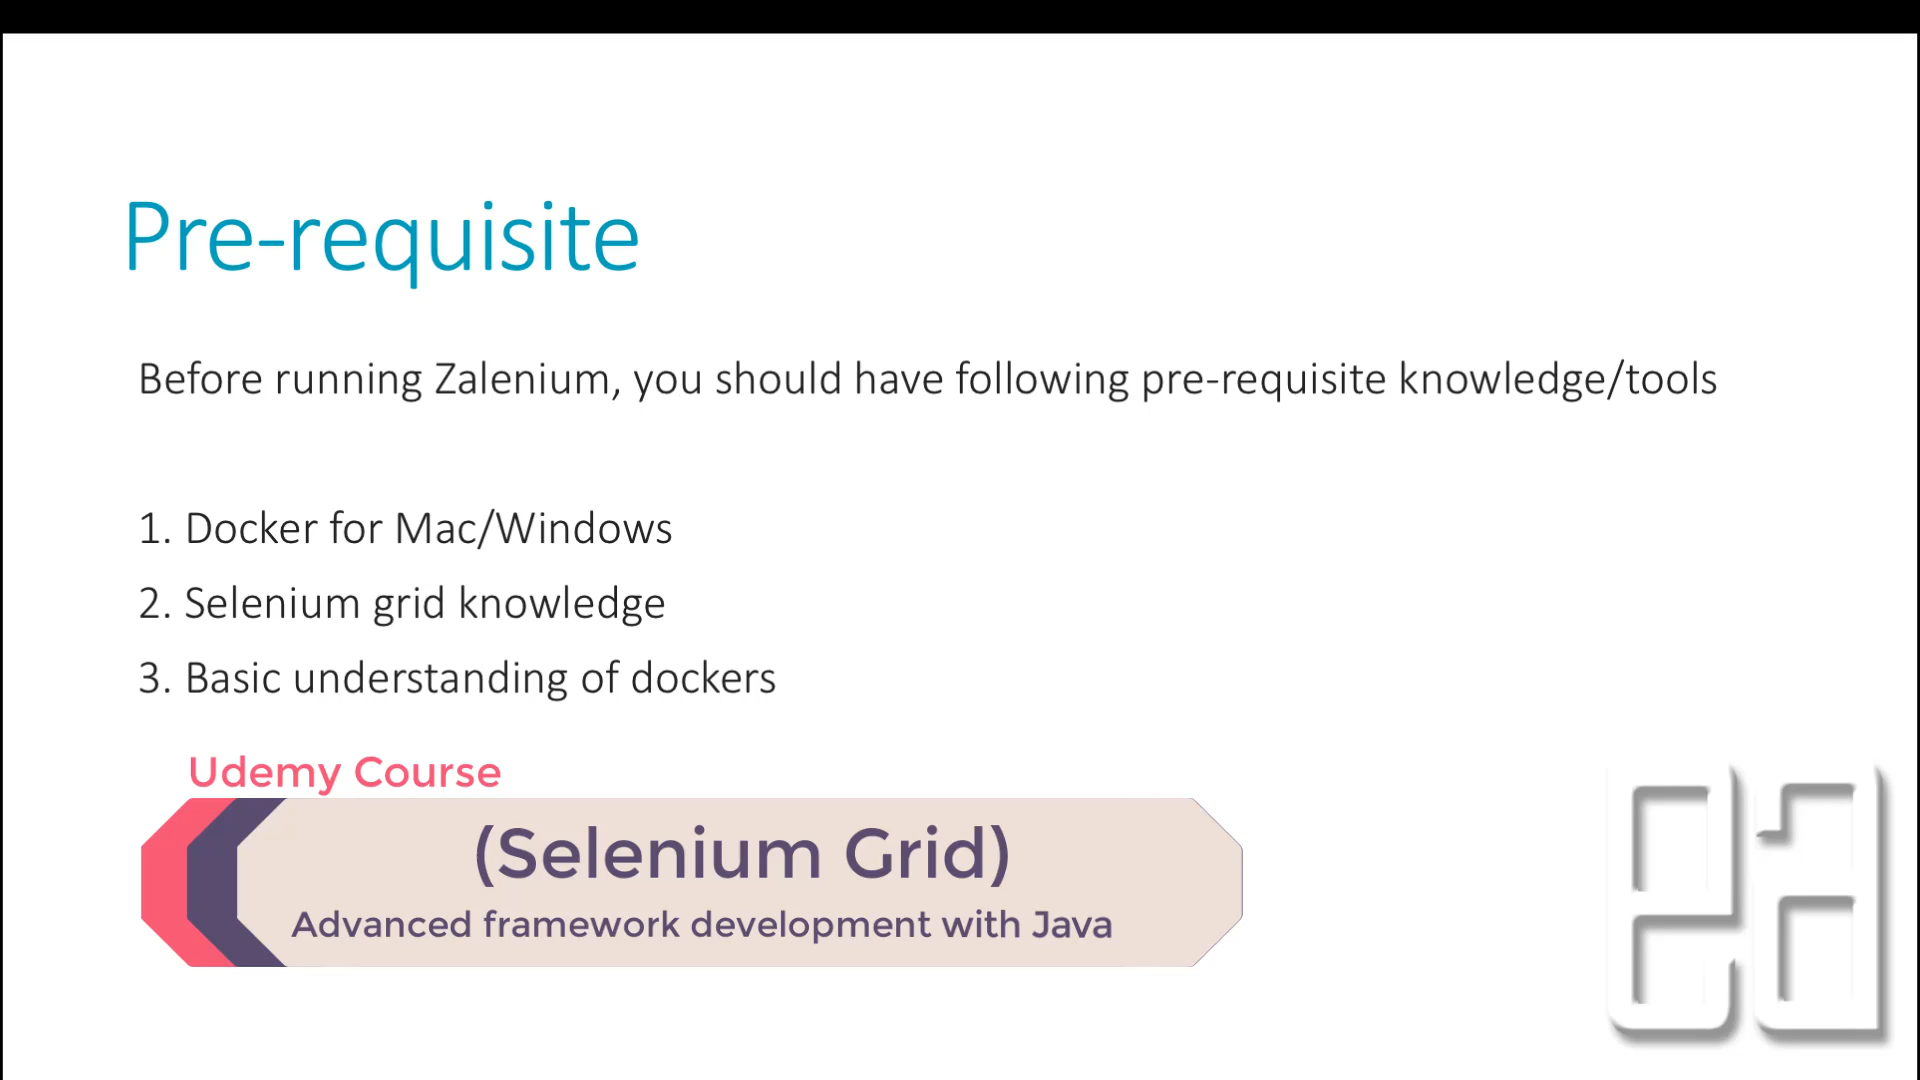 Pre-requisite
Before running Zalenium, you should have following pre-requisite knowledge/tools
1. Docker for Mac/Windows
2. Selenium grid knowledge
3. Basic understanding of dockers
Udemy Course
(Selenium Grid)
Advanced framework development with Java
ea